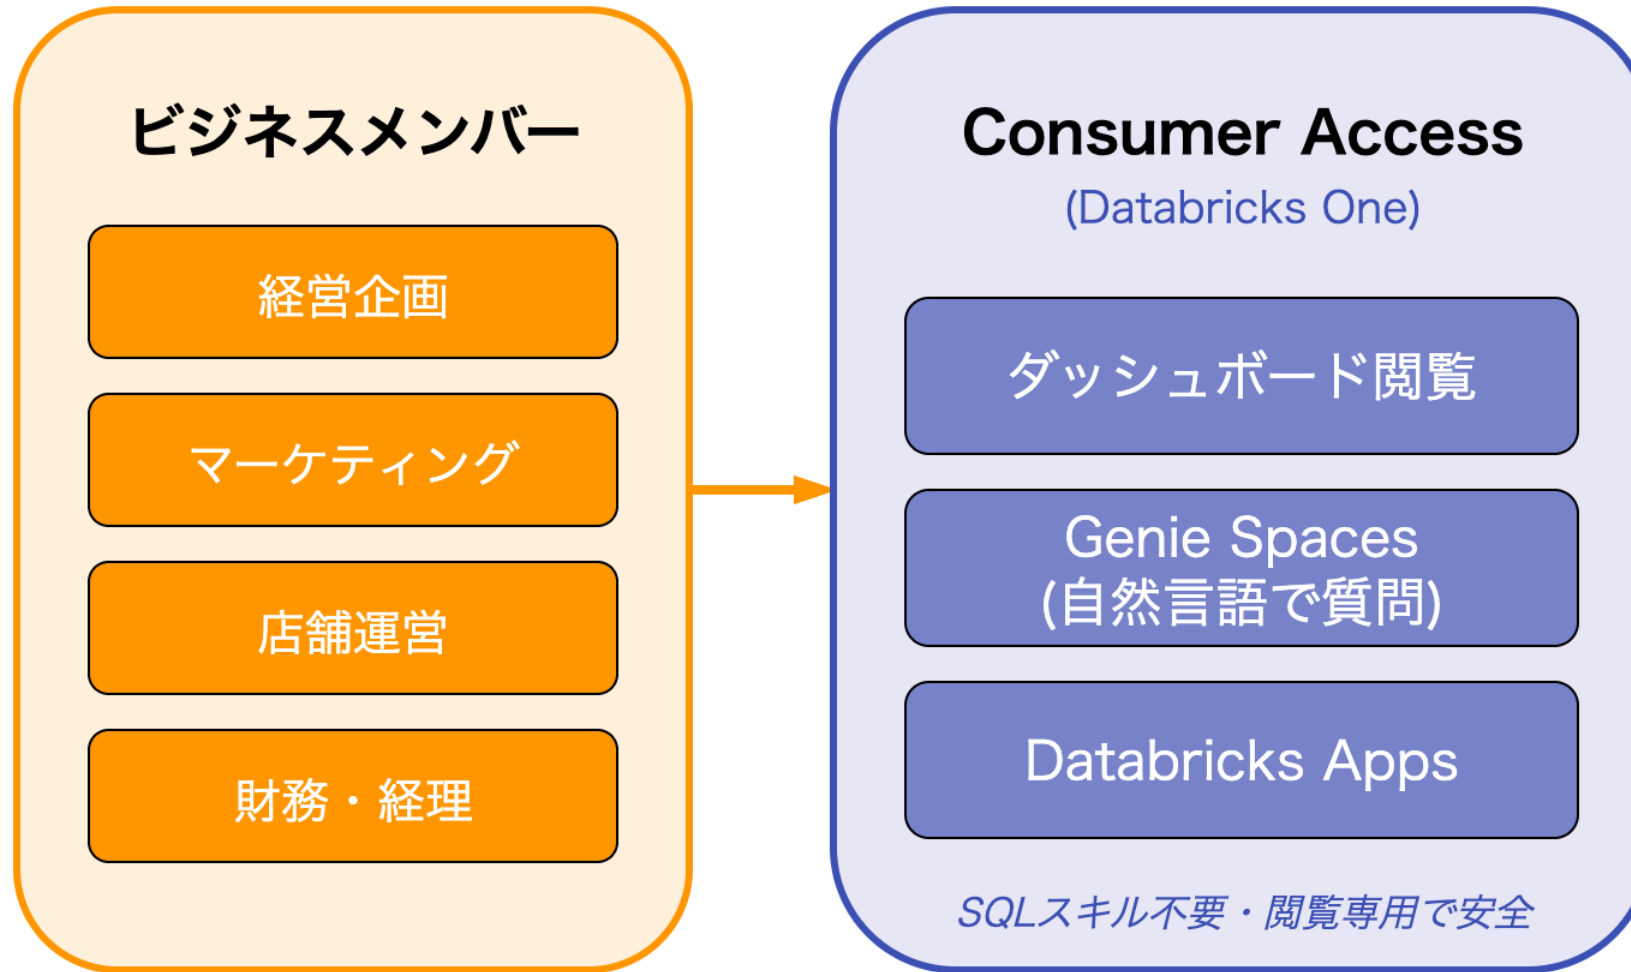 ビジネスメンバー
経営企画
マーケティング
店舗運営
財務・経理
Consumer Access
(Databricks One)
ダッシュボード閲覧
Genie Spaces
(自然言語で質問)
Databricks Apps
SQLスキル不要・閲覧専用で安全